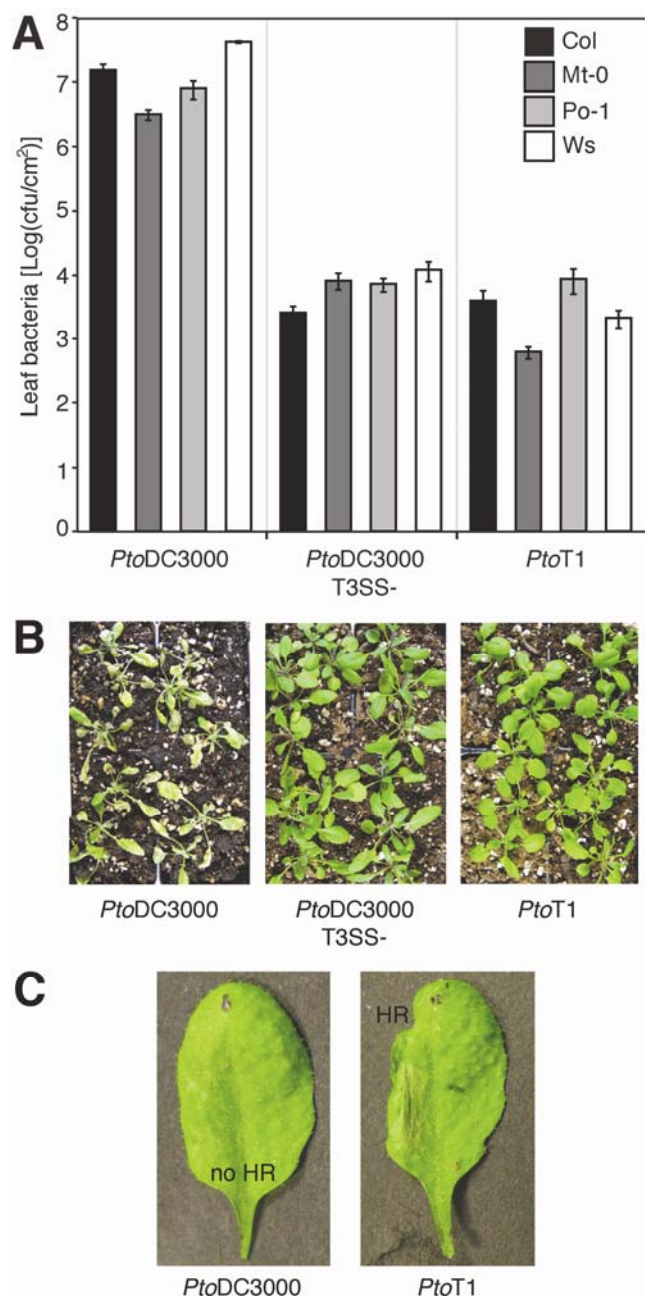 A
8
7
6
5
4
3
2
1
0
Leaf bacteria [Log(cfu/cm²)]
Col
Mt-0
Po-1
Ws
PtoDC3000
PtoDC3000
T3SS-
PtoT1
B
PtoDC3000
PtoDC3000
T3SS-
PtoT1
C
no HR
HR
PtoDC3000
PtoT1